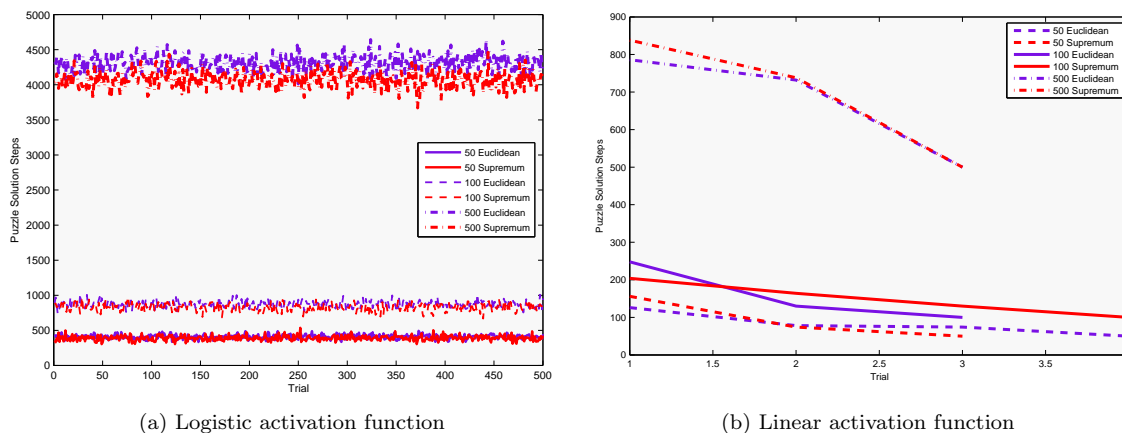 5000
4500
4000
3500
3000
2500
2000
1500
1000
500
0
Puzzle Solution Steps
0 50 100 150 200 250 300 350 400 450 500
Trial
50 Euclidean
50 Supremum
100 Euclidean
100 Supremum
500 Euclidean
500 Supremum
(a) Logistic activation function
900
800
700
600
500
400
300
200
100
0
Puzzle Solution Steps
1 1.5 2 2.5 3 3.5
Trial
50 Euclidean
50 Supremum
100 Euclidean
100 Supremum
500 Euclidean
500 Supremum
(b) Linear activation function